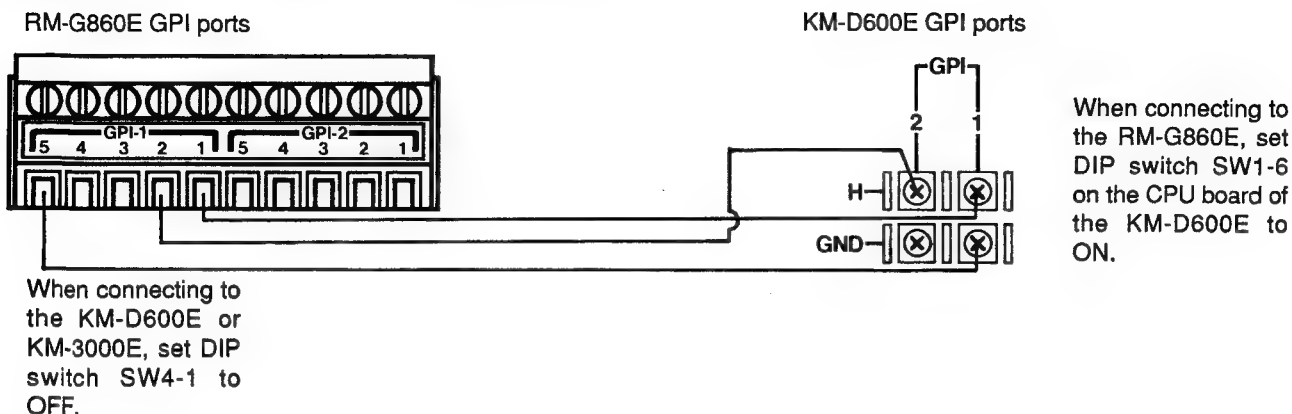 RM-G860E GPI ports
KM-D600E GPI ports
GPI-1
GPI-2
5 4 3 2 1 5 4 3 2 1
GPI
2 1
H
GND
When connecting to
the RM-G860E, set
DIP switch SW1-6
on the CPU board of
the KM-D600E to
ON.
When connecting to
the KM-D600E or
KM-3000E, set DIP
switch SW4-1 to
OFF.